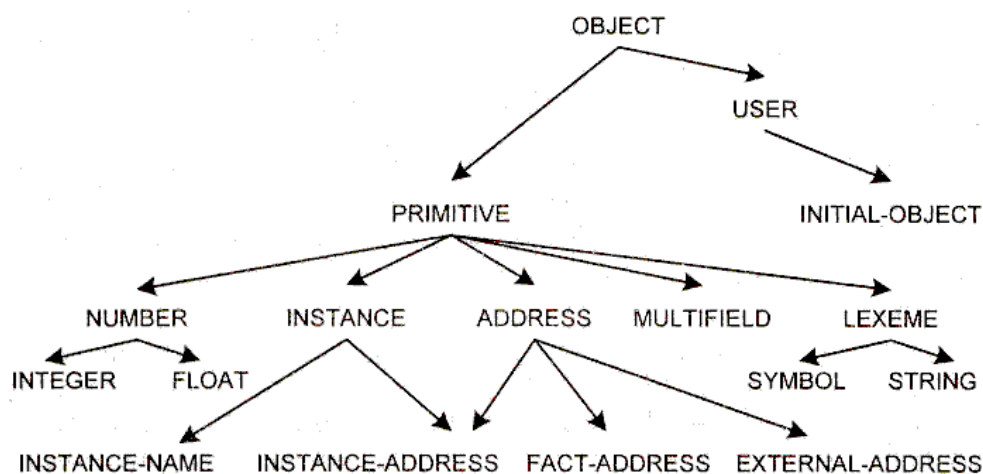 OBJECT
USER
PRIMITIVE INITIAL-OBJECT
NUMBER INSTANCE ADDRESS MULTIFIELD LEXEME
INTEGER FLOAT SYMBOL STRING
INSTANCE-NAME INSTANCE-ADDRESS FACT-ADDRESS EXTERNAL-ADDRESS